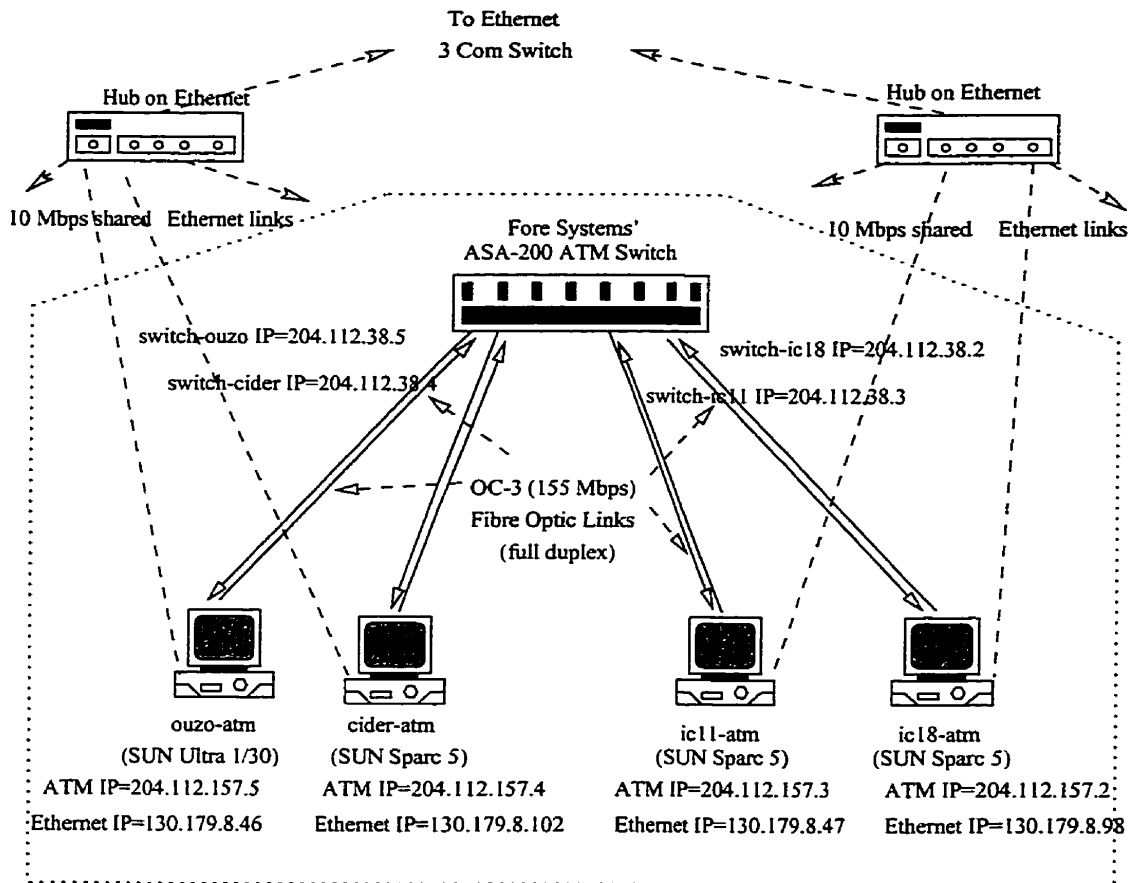 To Ethernet
3 Com Switch
Hub on Ethernet
Hub on Ethernet
10 Mbps shared Ethernet links
10 Mbps shared Ethernet links
Fore Systems'
ASA-200 ATM Switch
switch-ouzo IP=204.112.38.5
switch-cider IP=204.112.38.4
switch-ic18 IP=204.112.38.2
switch-ic11 IP=204.112.38.3
OC-3 (155 Mbps)
Fibre Optic Links
(full duplex)
ouzo-atm
(SUN Ultra 1/30)
ATM IP=204.112.157.5
Ethernet IP=130.179.8.46
cider-atm
(SUN Sparc 5)
ATM IP=204.112.157.4
Ethernet IP=130.179.8.102
ic11-atm
(SUN Sparc 5)
ATM IP=204.112.157.3
Ethernet IP=130.179.8.47
ic18-atm
(SUN Sparc 5)
ATM IP=204.112.157.2
Ethernet IP=130.179.8.98